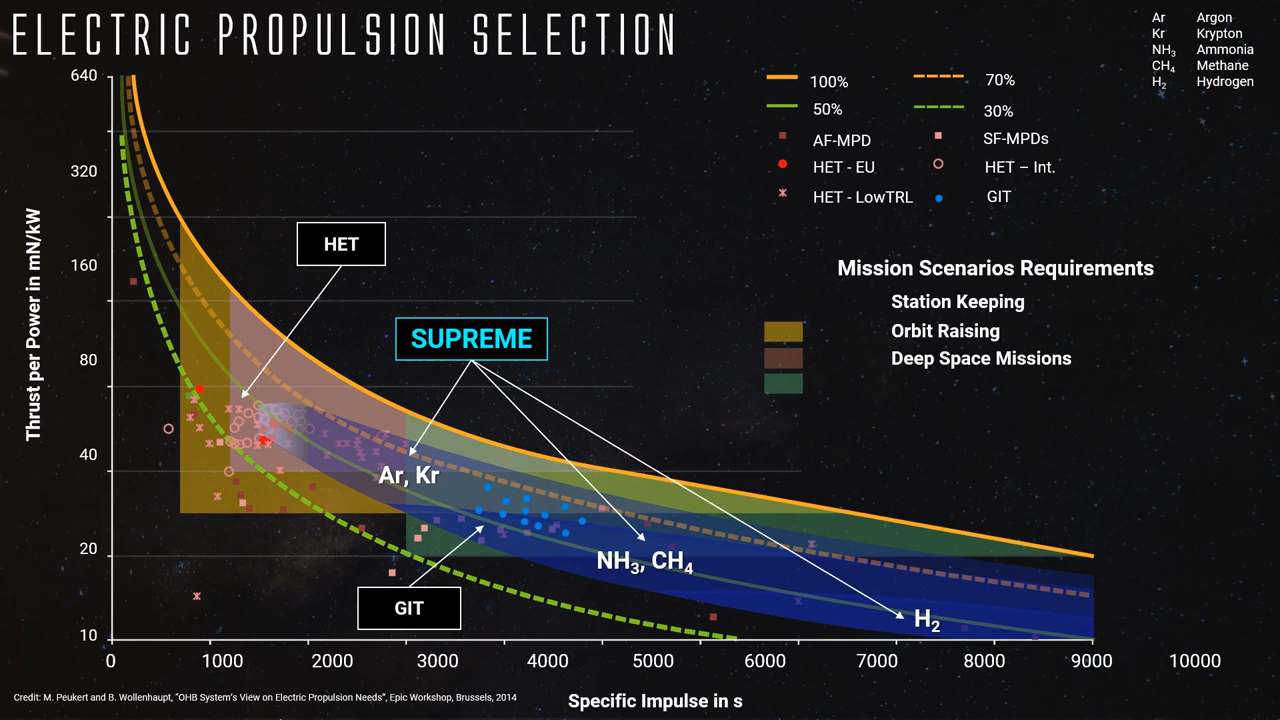 ELECTRIC PROPULSION SELECTION
Ar Argon
Kr Krypton
NH₃ Ammonia
CH₄ Methane
H₂ Hydrogen
100% 70%
50% 30%
AF-MPD SF-MPDs
HET - EU HET – Int.
HET - LowTRL GIT
Mission Scenarios Requirements
Station Keeping
Orbit Raising
Deep Space Missions
Thrust per Power in mN/kW
640
320
160
80
40
20
10
HET
SUPREME
Ar, Kr
NH₃, CH₄
GIT
H₂
0 1000 2000 3000 4000 5000 6000 7000 8000 9000 10000
Specific Impulse in s
Credit: M. Peukert and B. Wollenhaupt, "OHB System's View on Electric Propulsion Needs", Epic Workshop, Brussels, 2014